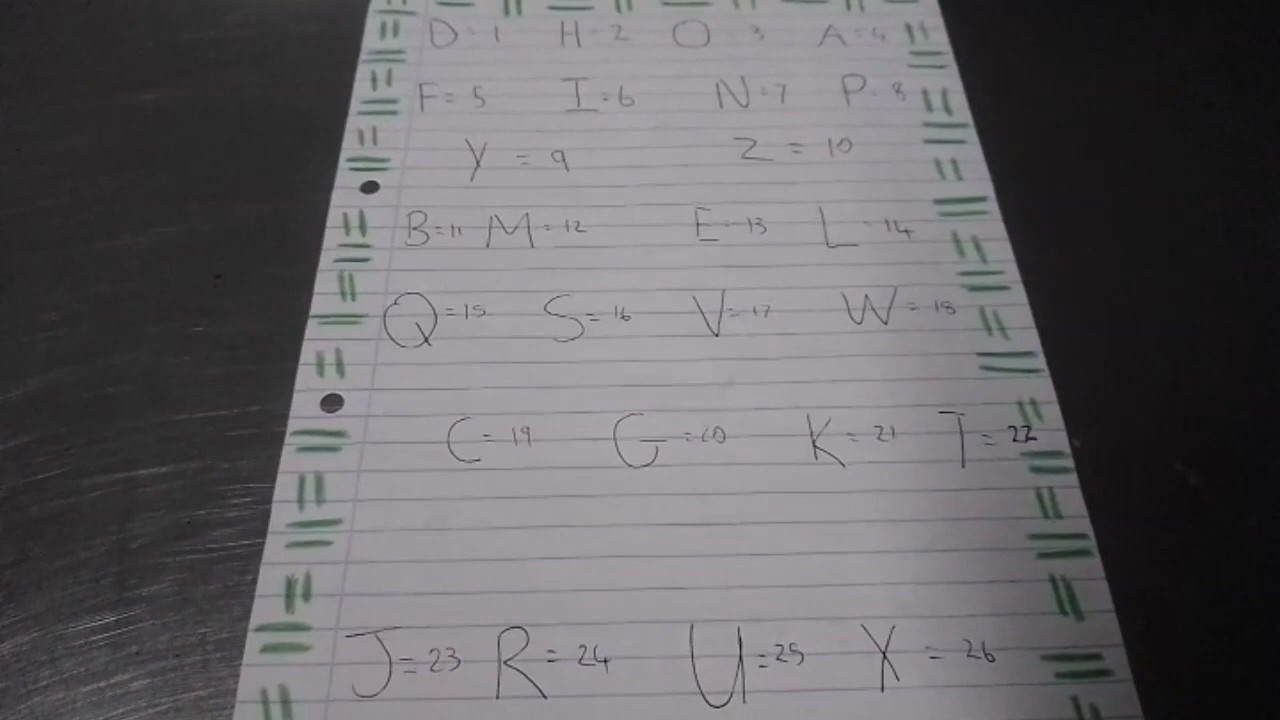 D=1 H=2 O=3 A=4
F=5 I=6 N=7 P=8
Y=9 Z=10
B=11 M=12 E=13 L=14
Q=15 S=16 V=17 W=18
C=19 G=20 K=21 T=22
J=23 R=24 U=25 X=26